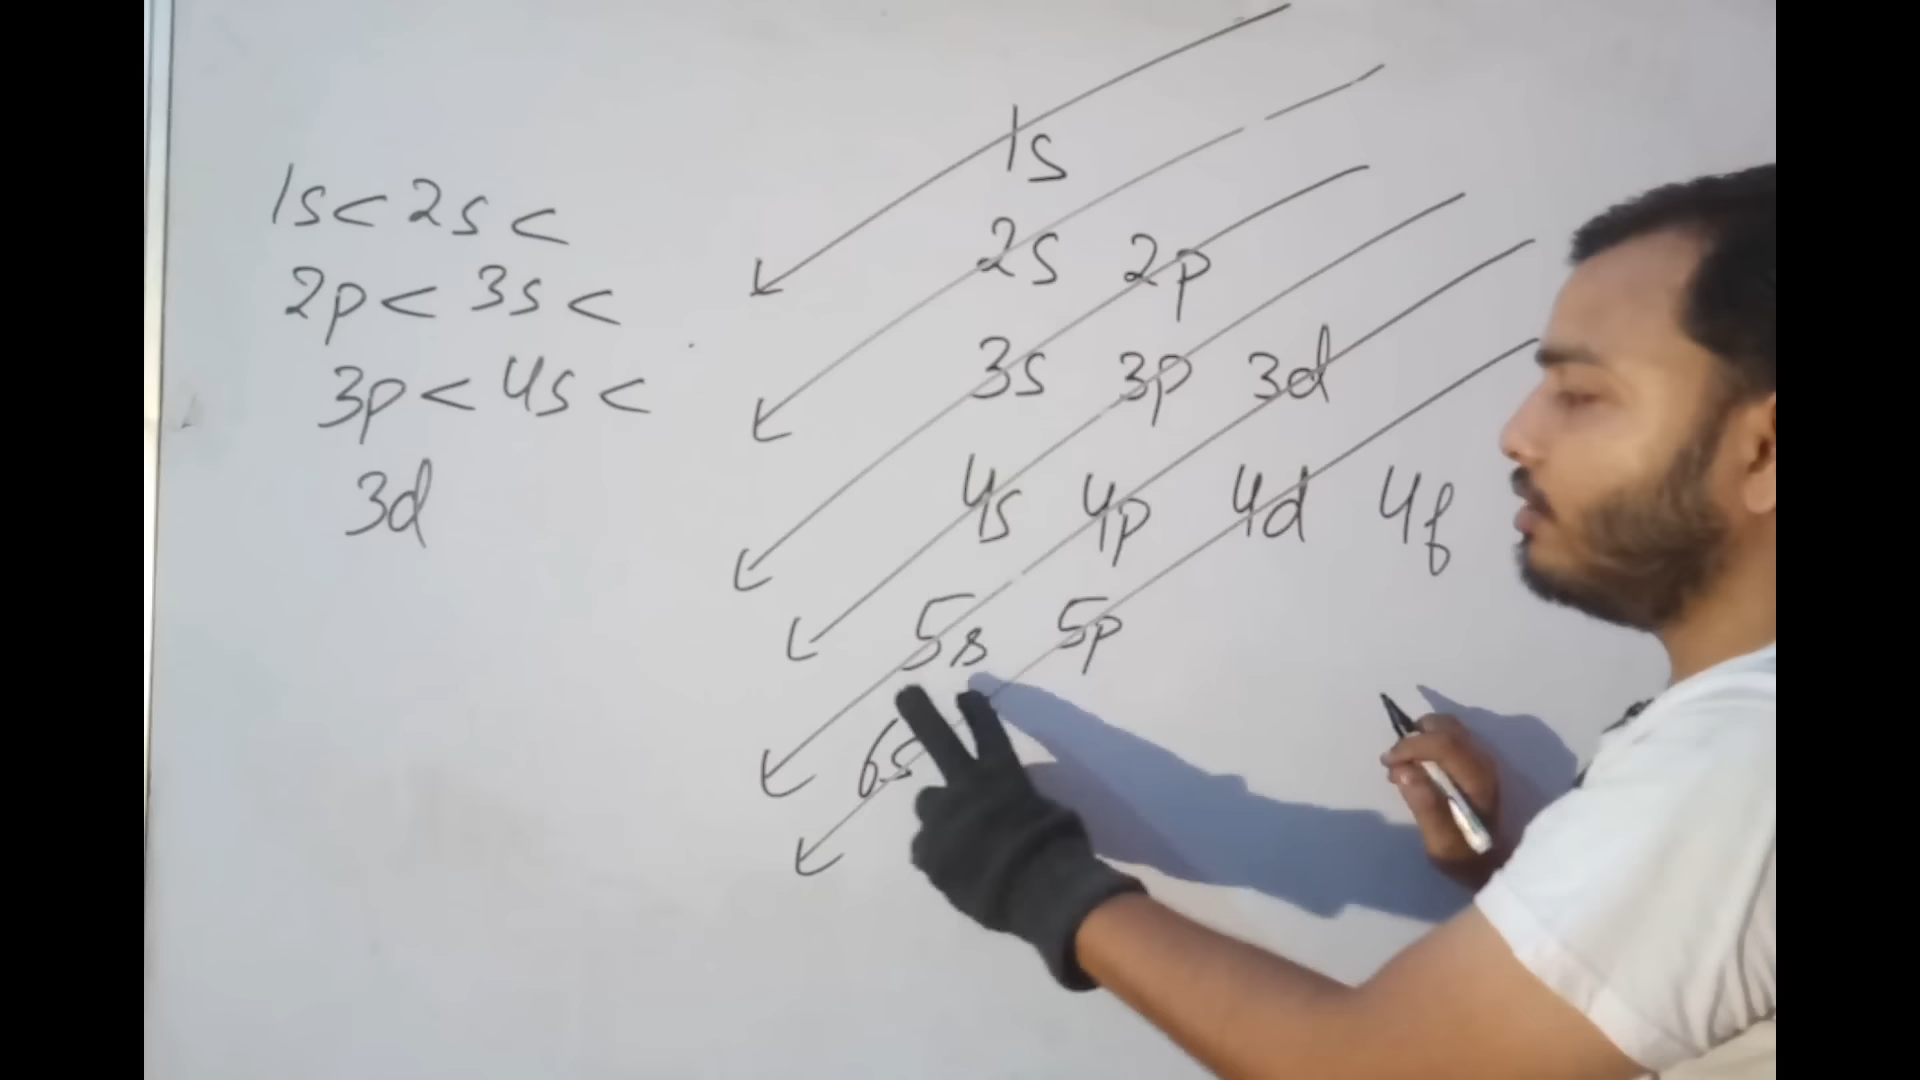 1s < 2s <
2p < 3s <
3p < 4s <
3d
1s
2s 2p
3s 3p 3d
4s 4p 4d 4f
5s 5p
6s